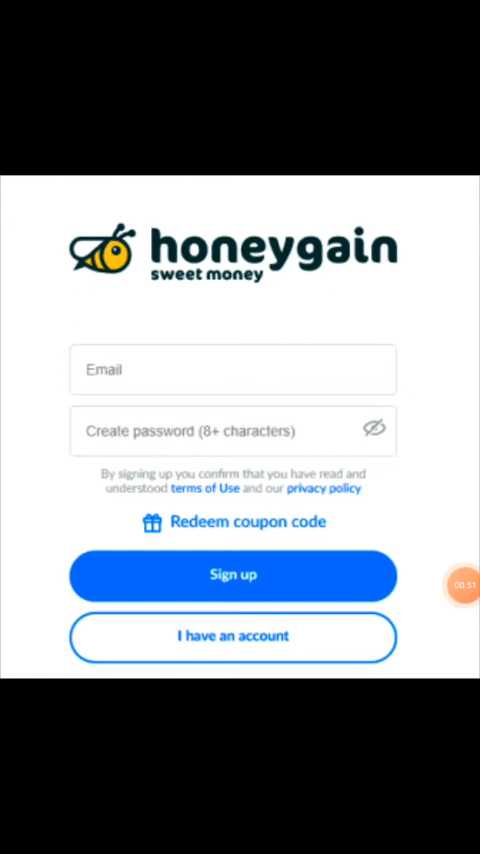 honeygain
sweet money
Email
Create password (8+ characters)
By signing up you confirm that you have read and
understood terms of Use and our privacy policy
Redeem coupon code
Sign up
00:51
I have an account